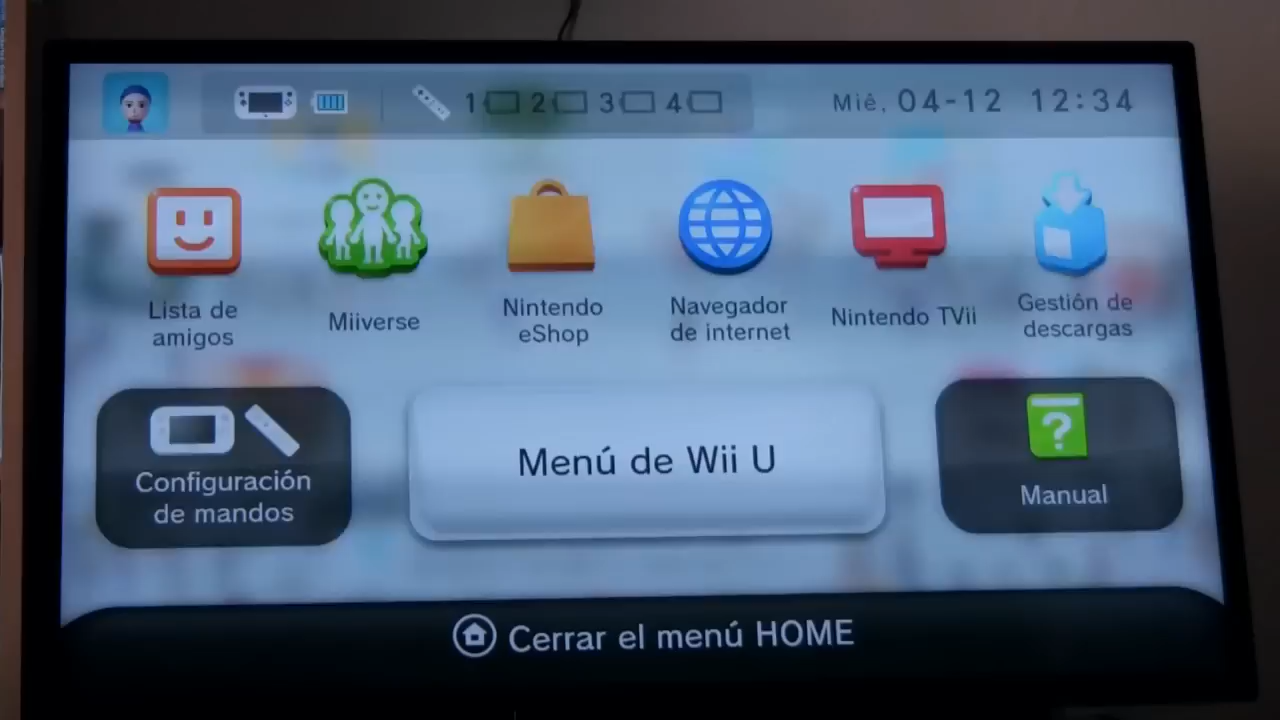 1 2 3 4 Mié, 04-12 12:34
Lista de
amigos
Miiverse
Nintendo
eShop
Navegador
de internet
Nintendo TVii
Gestión de
descargas
Configuración
de mandos
Menú de Wii U
?
Manual
Cerrar el menú HOME